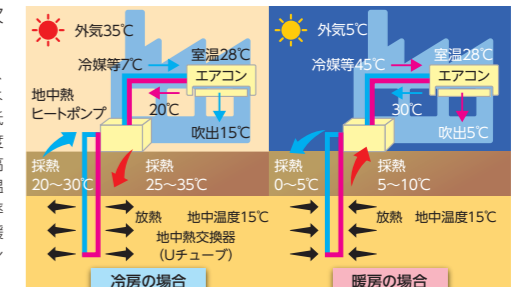 外気35℃
冷媒等7℃
室温28℃
エアコン
地中熱
ヒートポンプ
20℃
吹出15℃
採熱
20〜30℃
採熱
25〜35℃
放熱 地中温度15℃
地中熱交換器
(Uチューブ)
冷房の場合
外気5℃
冷媒等45℃
室温28℃
エアコン
30℃
吹出5℃
採熱
0〜5℃
採熱
5〜10℃
放熱 地中温度15℃
暖房の場合